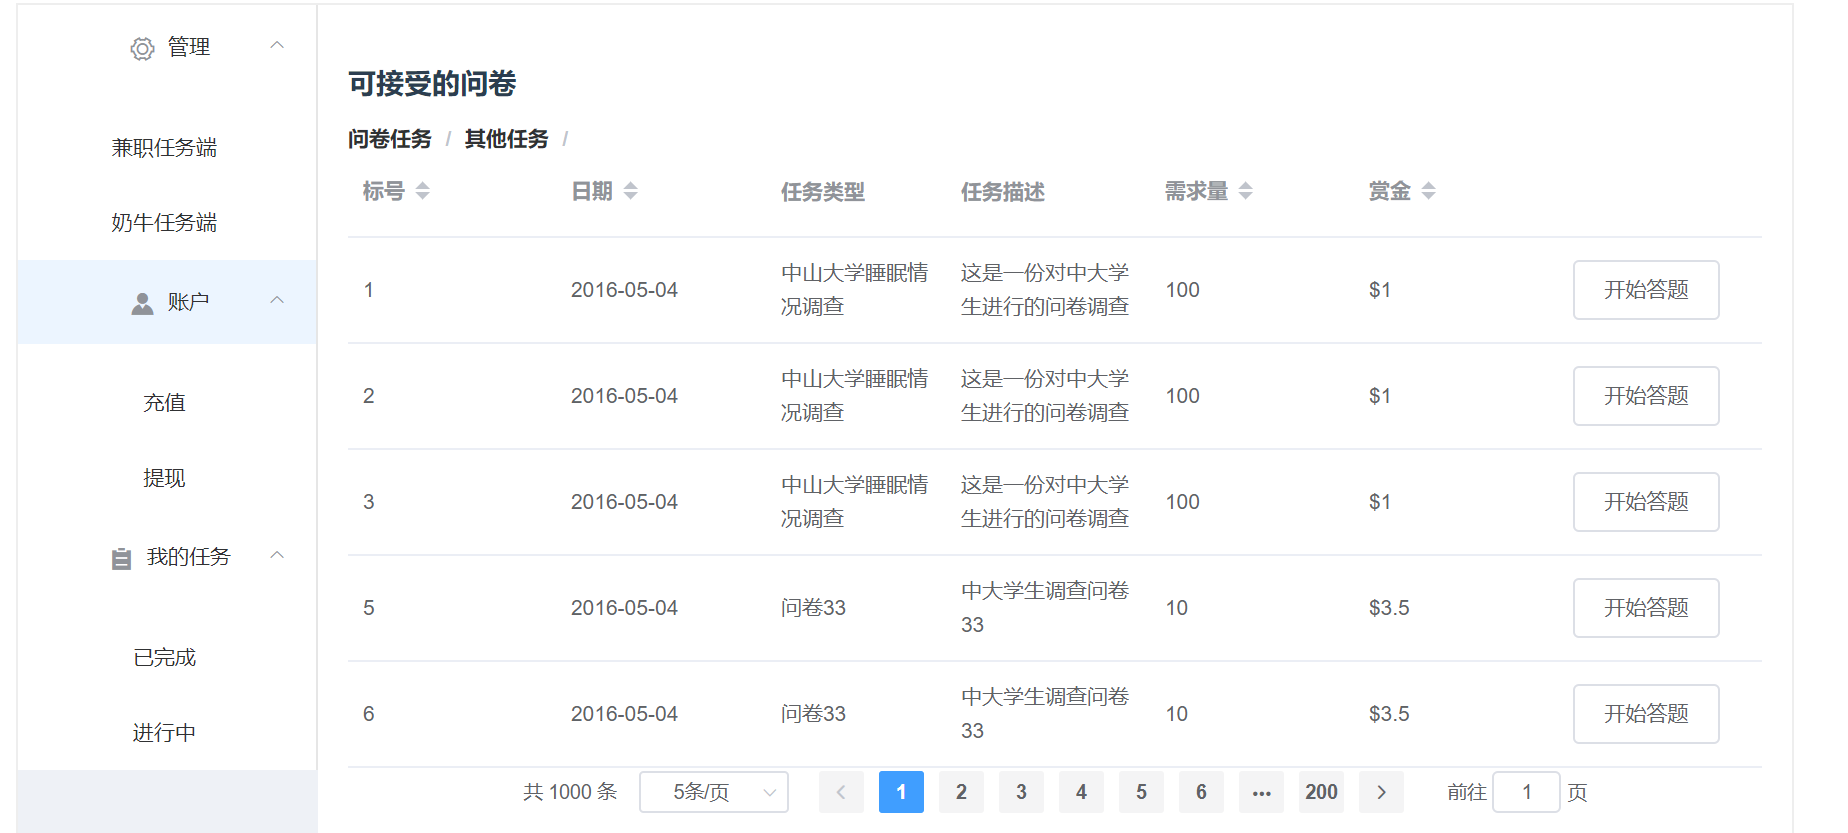 管理
兼职任务端
奶牛任务端
账户
充值
提现
我的任务
已完成
进行中
可接受的问卷
问卷任务 / 其他任务 /
标号 日期 任务类型 任务描述 需求量 赏金
1 2016-05-04 中山大学睡眠情况调查 这是一份对中大学生进行的问卷调查 100 $1 开始答题
2 2016-05-04 中山大学睡眠情况调查 这是一份对中大学生进行的问卷调查 100 $1 开始答题
3 2016-05-04 中山大学睡眠情况调查 这是一份对中大学生进行的问卷调查 100 $1 开始答题
5 2016-05-04 问卷33 中大学生调查问卷33 10 $3.5 开始答题
6 2016-05-04 问卷33 中大学生调查问卷33 10 $3.5 开始答题
共 1000 条 5条/页 1 2 3 4 5 6 ••• 200 前往 1 页